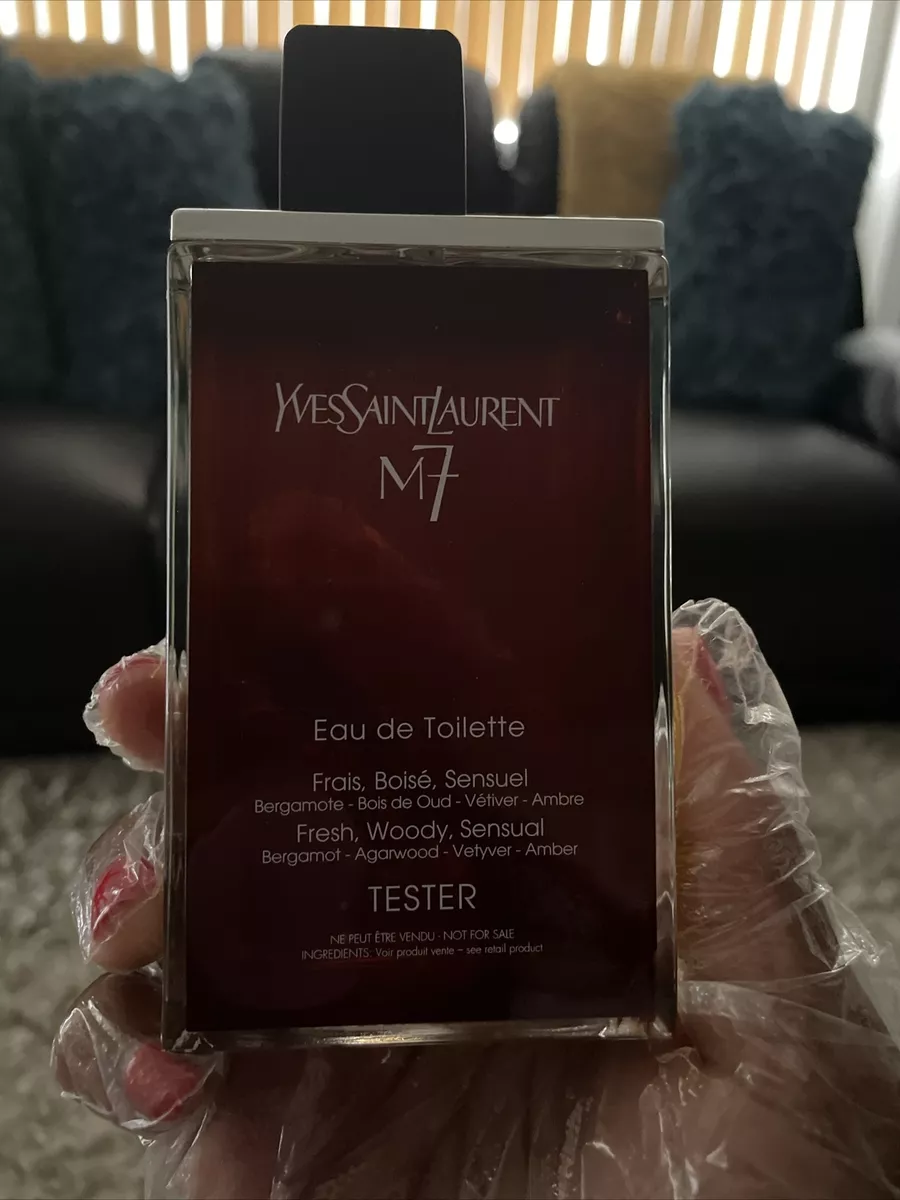 YVESSAINTLAURENT
M7
Eau de Toilette
Frais, Boisé, Sensuel
Bergamote - Bois de Oud - Vétiver - Ambre
Fresh, Woody, Sensual
Bergamot - Agarwood - Vetyver - Amber
TESTER
NE PEUT ÊTRE VENDU - NOT FOR SALE
INGREDIENTS: Voir produit vente – see retail product